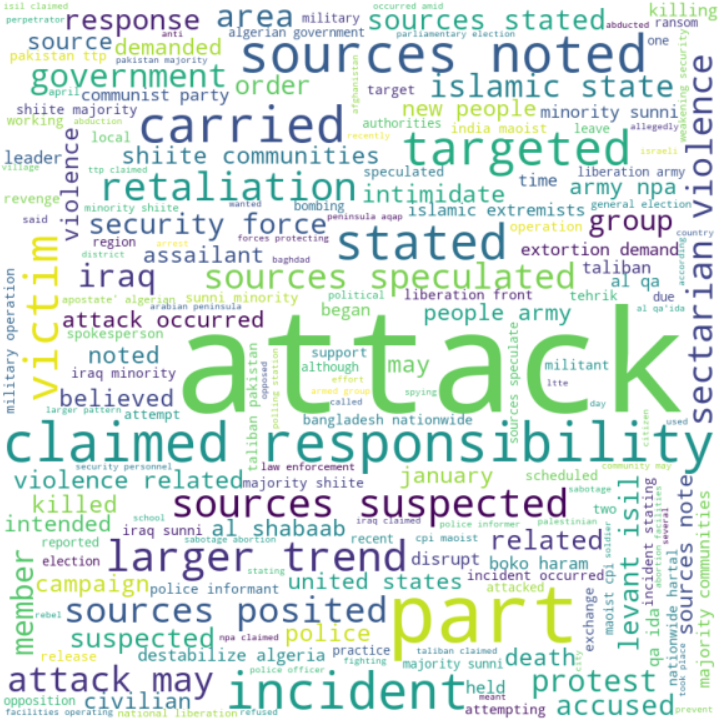 isil claimed
perpetrator
response
area
military
occurred amid
parliamentary election
killing
anti
algerian government
sources stated
abducted
ransom
source
demanded
sources noted
one
pakistan ttp
pakistan majority
government
order
islamic state
april
abduction
communist party
target
afghanistan
shiite majority
working
carried
new people
minority sunni
weakening security
authorities
recently
india maoist
leave
allegedly
local
violence
leader
shiite communities
targeted
israeli
village
ttp claimed
retaliation
speculated
liberation army
revenge
minority shiite
intimidate
time
army npa
said
wanted
bombing
general election
region
security force
peninsula aqap
islamic extremists
group
operation
country
forces protecting
arrest
assailant
stated
extortion demand
according
district
baghdad
taliban
sectarian violence
victim
iraq
sources speculated
al qa
apostate` algerian
sunni minority
political
liberation front
tehrik
due
arabian peninsula
began
people army
al qa'ida
attack occurred
spokesperson
military operation
noted
attack
support
although
may
militant
iraq minority
opposed
effort
armed group
ltte
believed
polling station
spying
sources speculate
day
called
larger pattern
attempt
taliban pakistan
bangladesh nationwide
citizen
used
claimed responsibility
security personnel
law enforcement
community may
violence related
majority shiite
january
scheduled
sabotage
killed
school
sources suspected
iraq claimed
police informer
palestinian
two
several
intended
iraq sunni
al shabaab
recent
cpi maoist
related
soldier
abortion facilities
incident stating
sources note
majority communities
reported
sabotage abortion
election
stating
larger trend
disrupt
boko haram
levant isil
member
campaign
police informant
united states
incident occurred
attacked
exchange
maoist cpi
qa ida
nationwide hartal
rebel
npa claimed
sources posited
part
took place
suspected
police
practice
taliban claimed
fighting
city
release
destabilize algeria
majority sunni
death
police officer
held
meant
protest
attack may
opposition
civilian
incident
attempting
accused
facilities operating
national liberation
refused
prevent